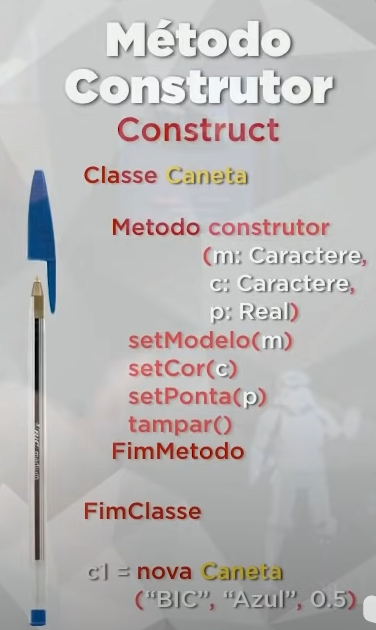 Método
Construtor
Construct
Classe Caneta
Metodo construtor
(m: Caractere,
c: Caractere,
p: Real)
setModelo(m)
setCor(c)
setPonta(p)
tampar()
FimMetodo
FimClasse
c1 = nova Caneta
("BIC", "Azul", 0.5)